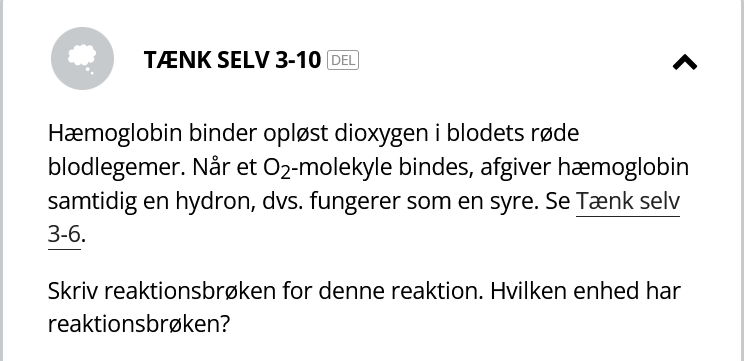 TÆNK SELV 3-10 DEL
Hæmoglobin binder opløst dioxygen i blodets røde
blodlegemer. Når et O₂-molekyle bindes, afgiver hæmoglobin
samtidig en hydron, dvs. fungerer som en syre. Se Tænk selv
3-6.
Skriv reaktionsbrøken for denne reaktion. Hvilken enhed har
reaktionsbrøken?